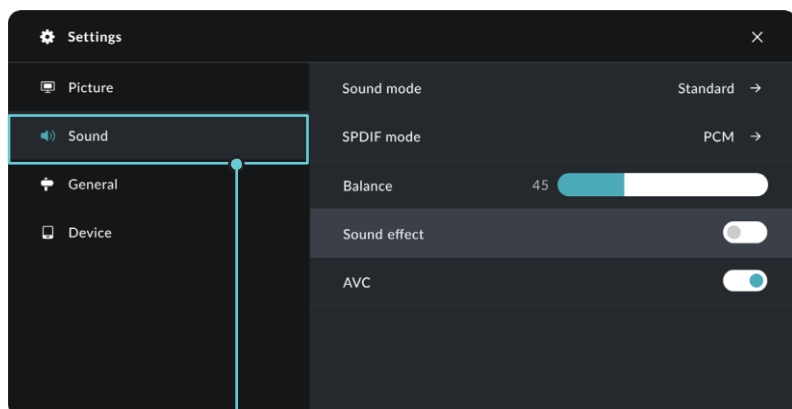 Settings
Picture
Sound
General
Device
Sound mode Standard
SPDIF mode PCM
Balance 45
Sound effect
AVC